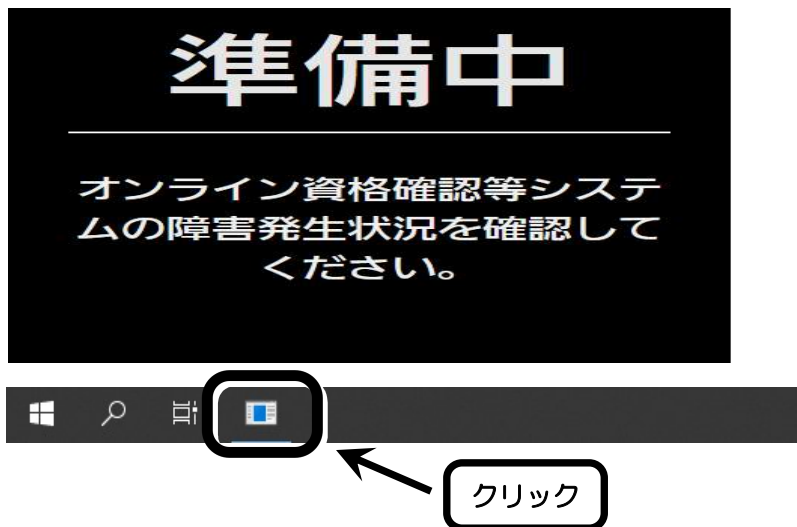 準備中
オンライン資格確認等システ
ムの障害発生状況を確認して
ください。
クリック